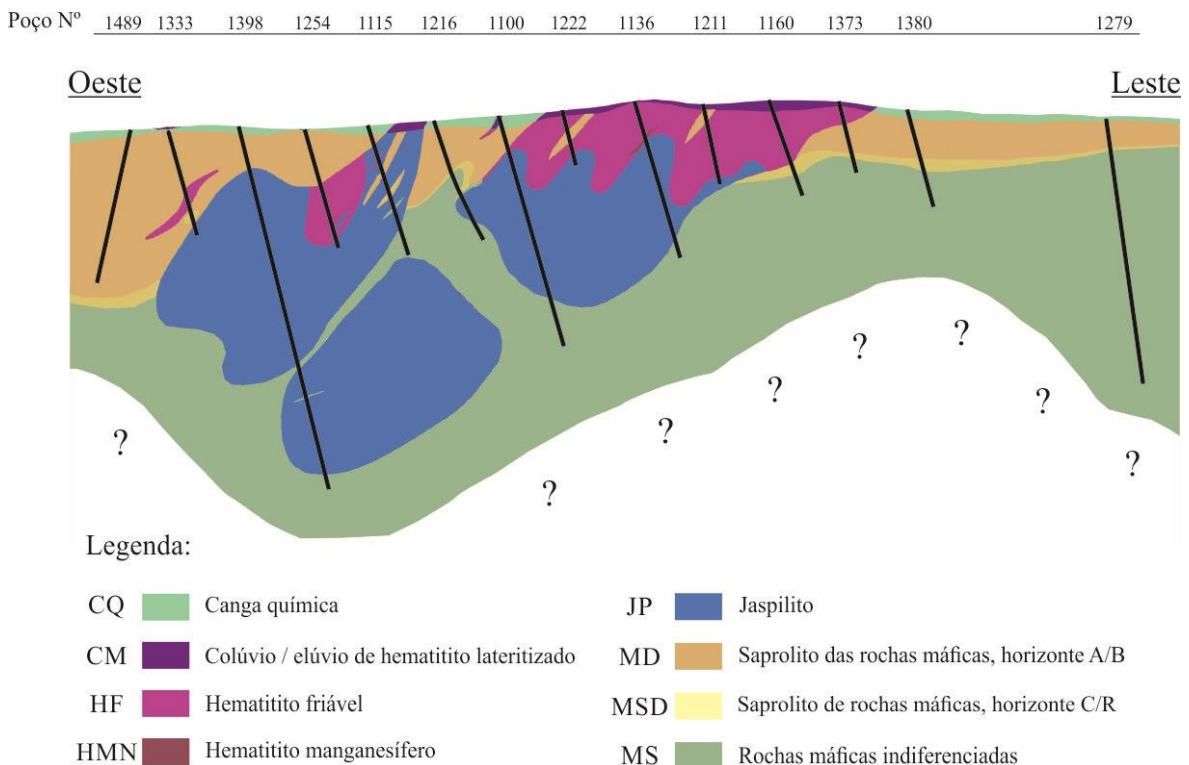 Poço Nº 1489 1333 1398 1254 1115 1216 1100 1222 1136 1211 1160 1373 1380 1279
Oeste Leste
? ? ? ? ? ? ? ?
Legenda:
CQ Canga química
CM Colúvio / elúvio de hematitito lateritizado
HF Hematitito friável
HMN Hematitito manganesífero
JP Jaspilito
MD Saprolito das rochas máficas, horizonte A/B
MSD Saprolito de rochas máficas, horizonte C/R
MS Rochas máficas indiferenciadas